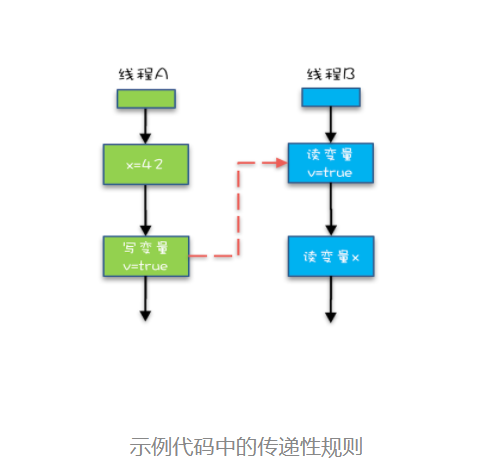 线程A
x=42
写变量
v=true
线程B
读变量
v=true
读变量x
示例代码中的传递性规则